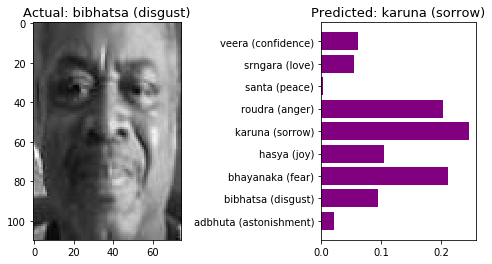 Actual: bibhatsa (disgust)
0
20
40
60
80
100
0
20
40
60
Predicted: karuna (sorrow)
veera (confidence)
srngara (love)
santa (peace)
roudra (anger)
karuna (sorrow)
hasya (joy)
bhayanaka (fear)
bibhatsa (disgust)
adbhuta (astonishment)
0.0
0.1
0.2